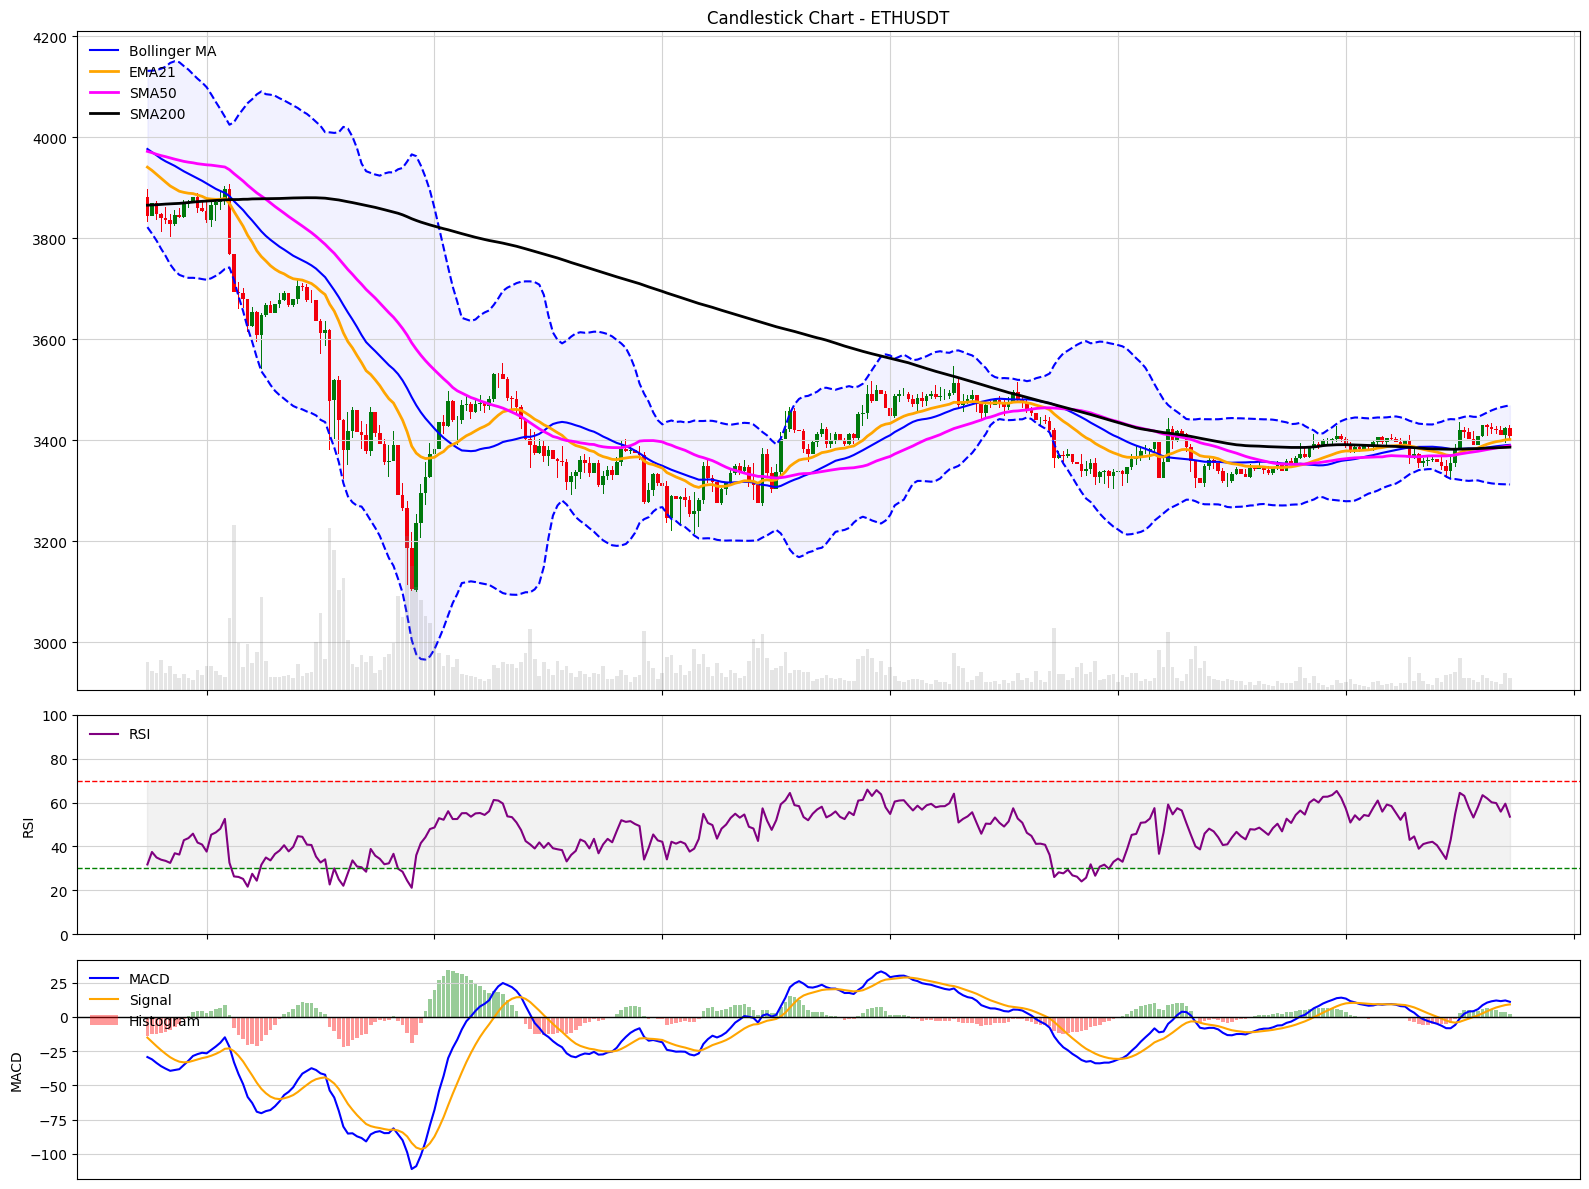 Candlestick Chart - ETHUSDT
4200
4000
3800
3600
3400
3200
3000
Bollinger MA
EMA21
SMA50
SMA200
100
80
60
40
20
0
RSI
RSI
25
0
−25
−50
−75
−100
MACD
MACD
Signal
Histogram